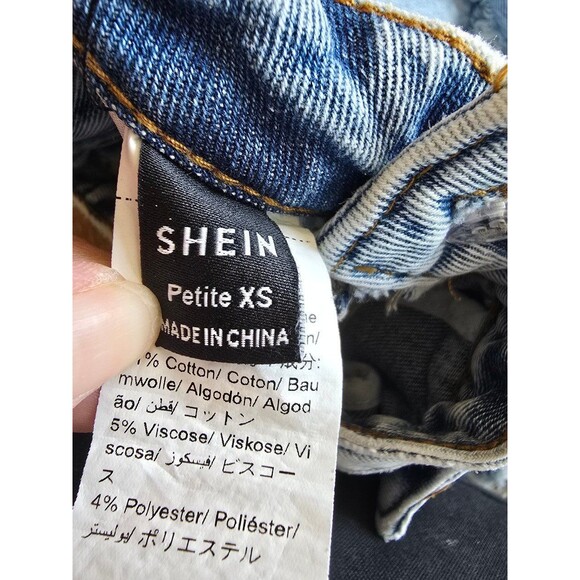 SHEIN
Petite XS
MADE IN CHINA
1% Cotton/ Coton/ Bau
mwolle/ Algodón/ Algod
ão/ قطن/ コットン
5% Viscose/ Viskose/ Vi
scosa/ فيسكوز/ ビスコー
ス
4% Polyester/ Poliéster/
بوليستر/ ポリエステル